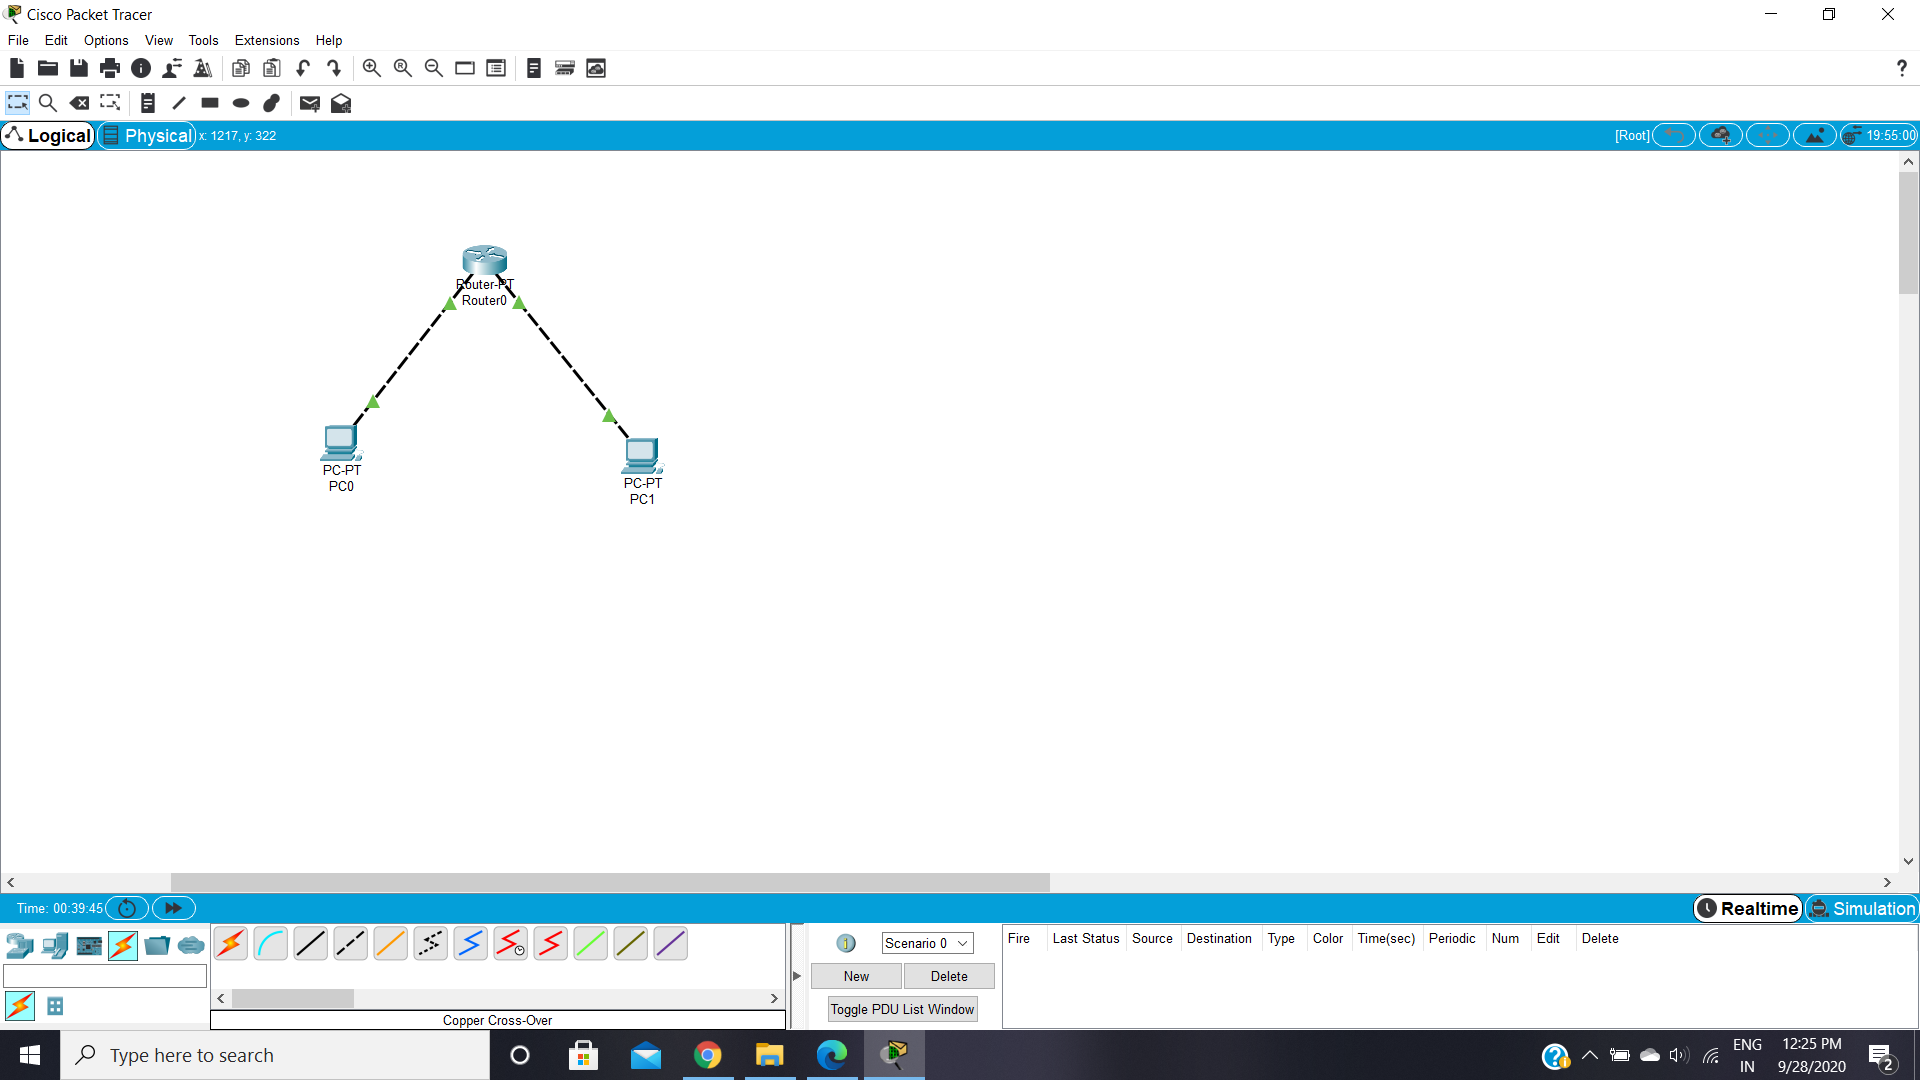 Cisco Packet Tracer
File Edit Options View Tools Extensions Help
?
Logical Physical x: 1217, y: 322 [Root] 19:55:00
Router-PT
Router0
PC-PT
PC0
PC-PT
PC1
Time: 00:39:45 Realtime Simulation
Scenario 0
Fire Last Status Source Destination Type Color Time(sec) Periodic Num Edit Delete
New Delete
Toggle PDU List Window
Copper Cross-Over
Type here to search
ENG
IN
12:25 PM
9/28/2020
2